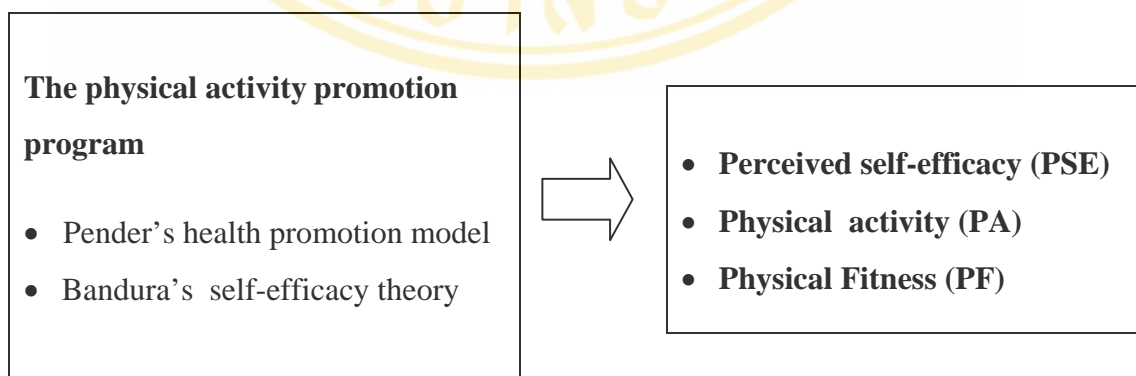 The physical activity promotion
program
• Pender’s health promotion model
• Bandura’s self-efficacy theory
• Perceived self-efficacy (PSE)
• Physical activity (PA)
• Physical Fitness (PF)